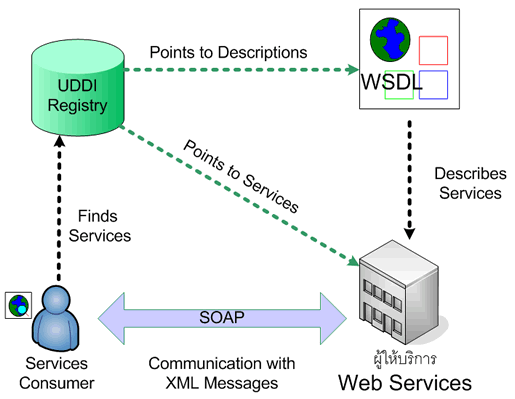 Points to Descriptions
UDDI
Registry
WSDL
Points to Services
Describes
Services
Finds
Services
SOAP
Services
Consumer
Communication with
XML Messages
ผู้ให้บริการ
Web Services